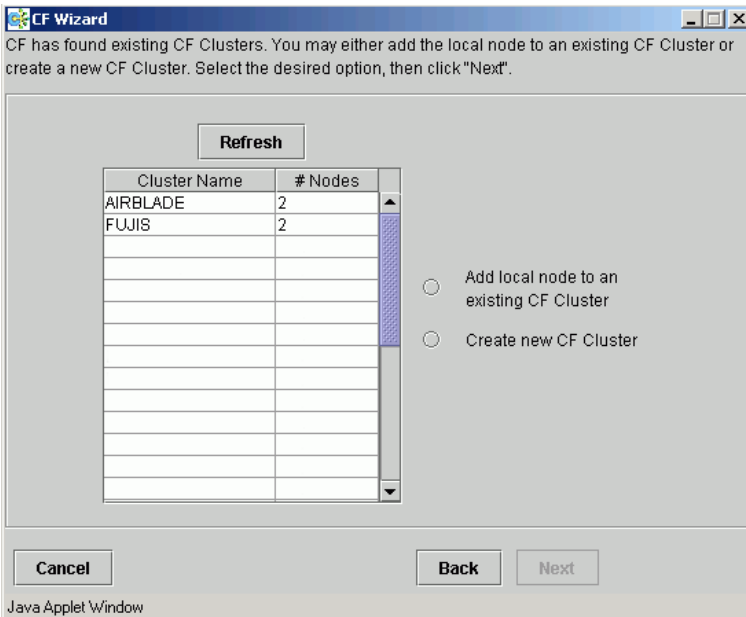 CF Wizard
CF has found existing CF Clusters. You may either add the local node to an existing CF Cluster or
create a new CF Cluster. Select the desired option, then click "Next".
Refresh
Cluster Name # Nodes
AIRBLADE 2
FUJIS 2
Add local node to an
existing CF Cluster
Create new CF Cluster
Cancel Back Next
Java Applet Window